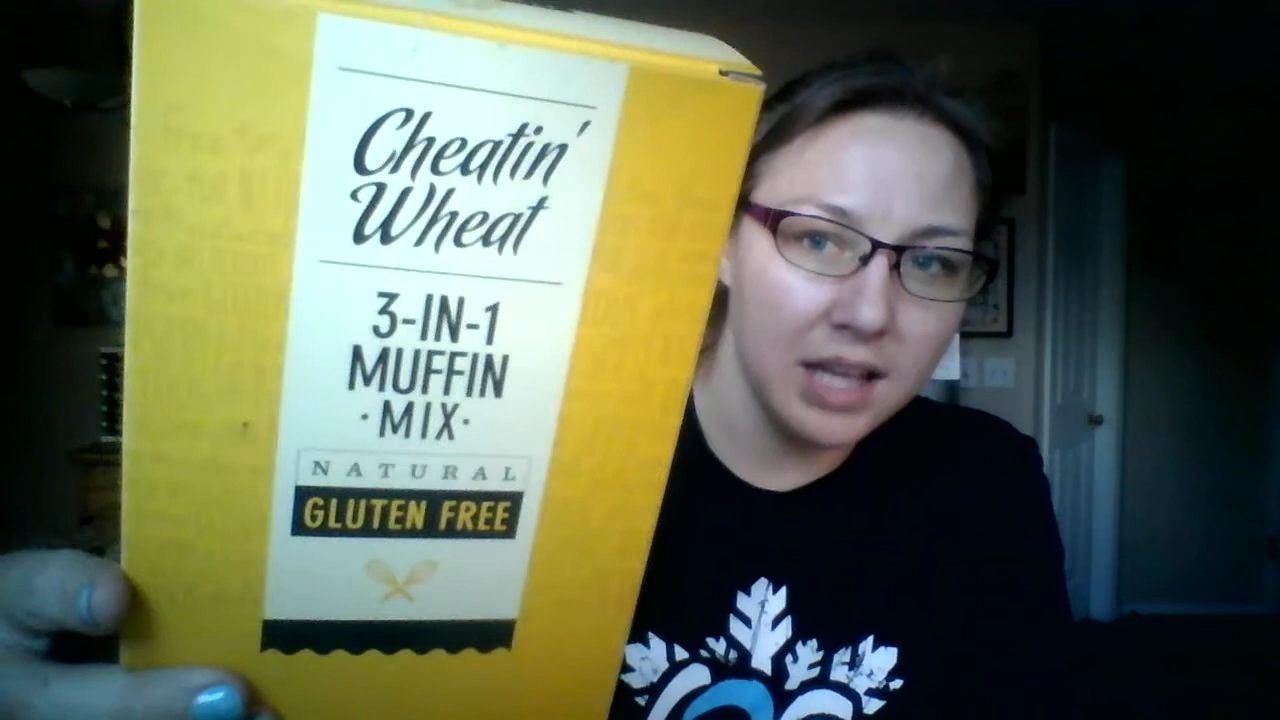 Cheatin'
Wheat
3-IN-1
MUFFIN
·MIX·
NATURAL
GLUTEN FREE